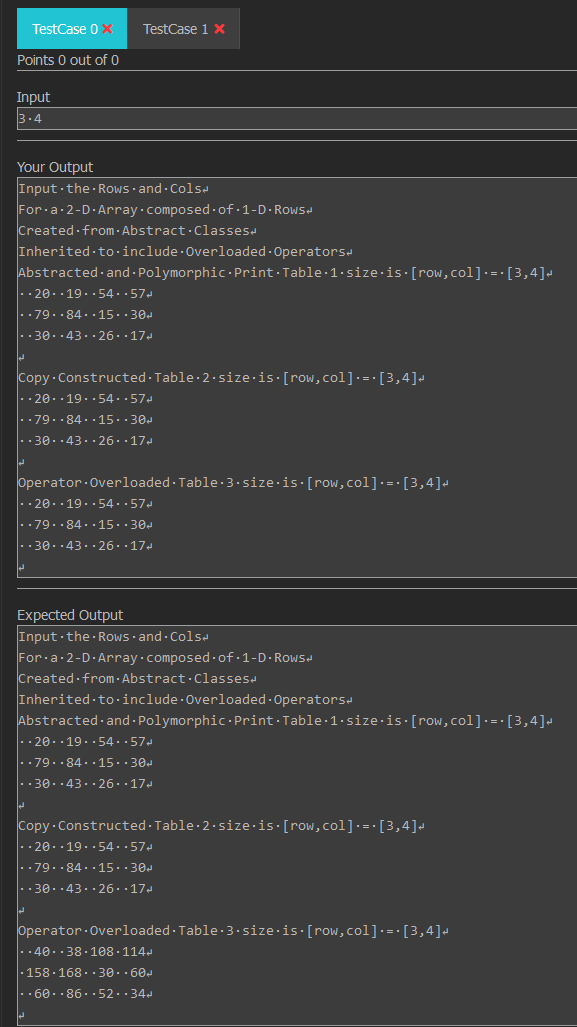 TestCase 0 ✖ TestCase 1 ✖
Points 0 out of 0
Input
3·4
Your Output
Input·the·Rows·and·Cols↵
For·a·2-D·Array·composed·of·1-D·Rows↵
Created·from·Abstract·Classes↵
Inherited·to·include·Overloaded·Operators↵
Abstracted·and·Polymorphic·Print·Table·1·size·is·[row,col]·=·[3,4]↵
··20··19··54··57↵
··79··84··15··30↵
··30··43··26··17↵
↵
Copy·Constructed·Table·2·size·is·[row,col]·=·[3,4]↵
··20··19··54··57↵
··79··84··15··30↵
··30··43··26··17↵
↵
Operator·Overloaded·Table·3·size·is·[row,col]·=·[3,4]↵
··20··19··54··57↵
··79··84··15··30↵
··30··43··26··17↵
↵
Expected Output
Input·the·Rows·and·Cols↵
For·a·2-D·Array·composed·of·1-D·Rows↵
Created·from·Abstract·Classes↵
Inherited·to·include·Overloaded·Operators↵
Abstracted·and·Polymorphic·Print·Table·1·size·is·[row,col]·=·[3,4]↵
··20··19··54··57↵
··79··84··15··30↵
··30··43··26··17↵
↵
Copy·Constructed·Table·2·size·is·[row,col]·=·[3,4]↵
··20··19··54··57↵
··79··84··15··30↵
··30··43··26··17↵
↵
Operator·Overloaded·Table·3·size·is·[row,col]·=·[3,4]↵
··40··38·108·114↵
·158·168··30··60↵
··60··86··52··34↵
↵